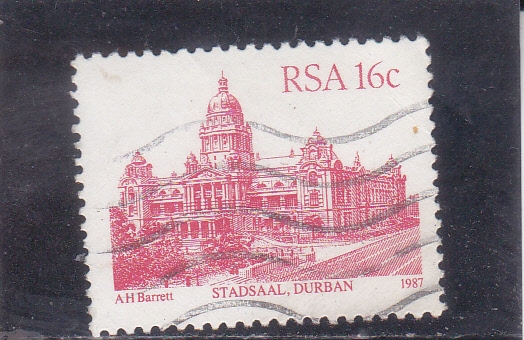 RSA 16c
A H Barrett STADSAAL, DURBAN 1987